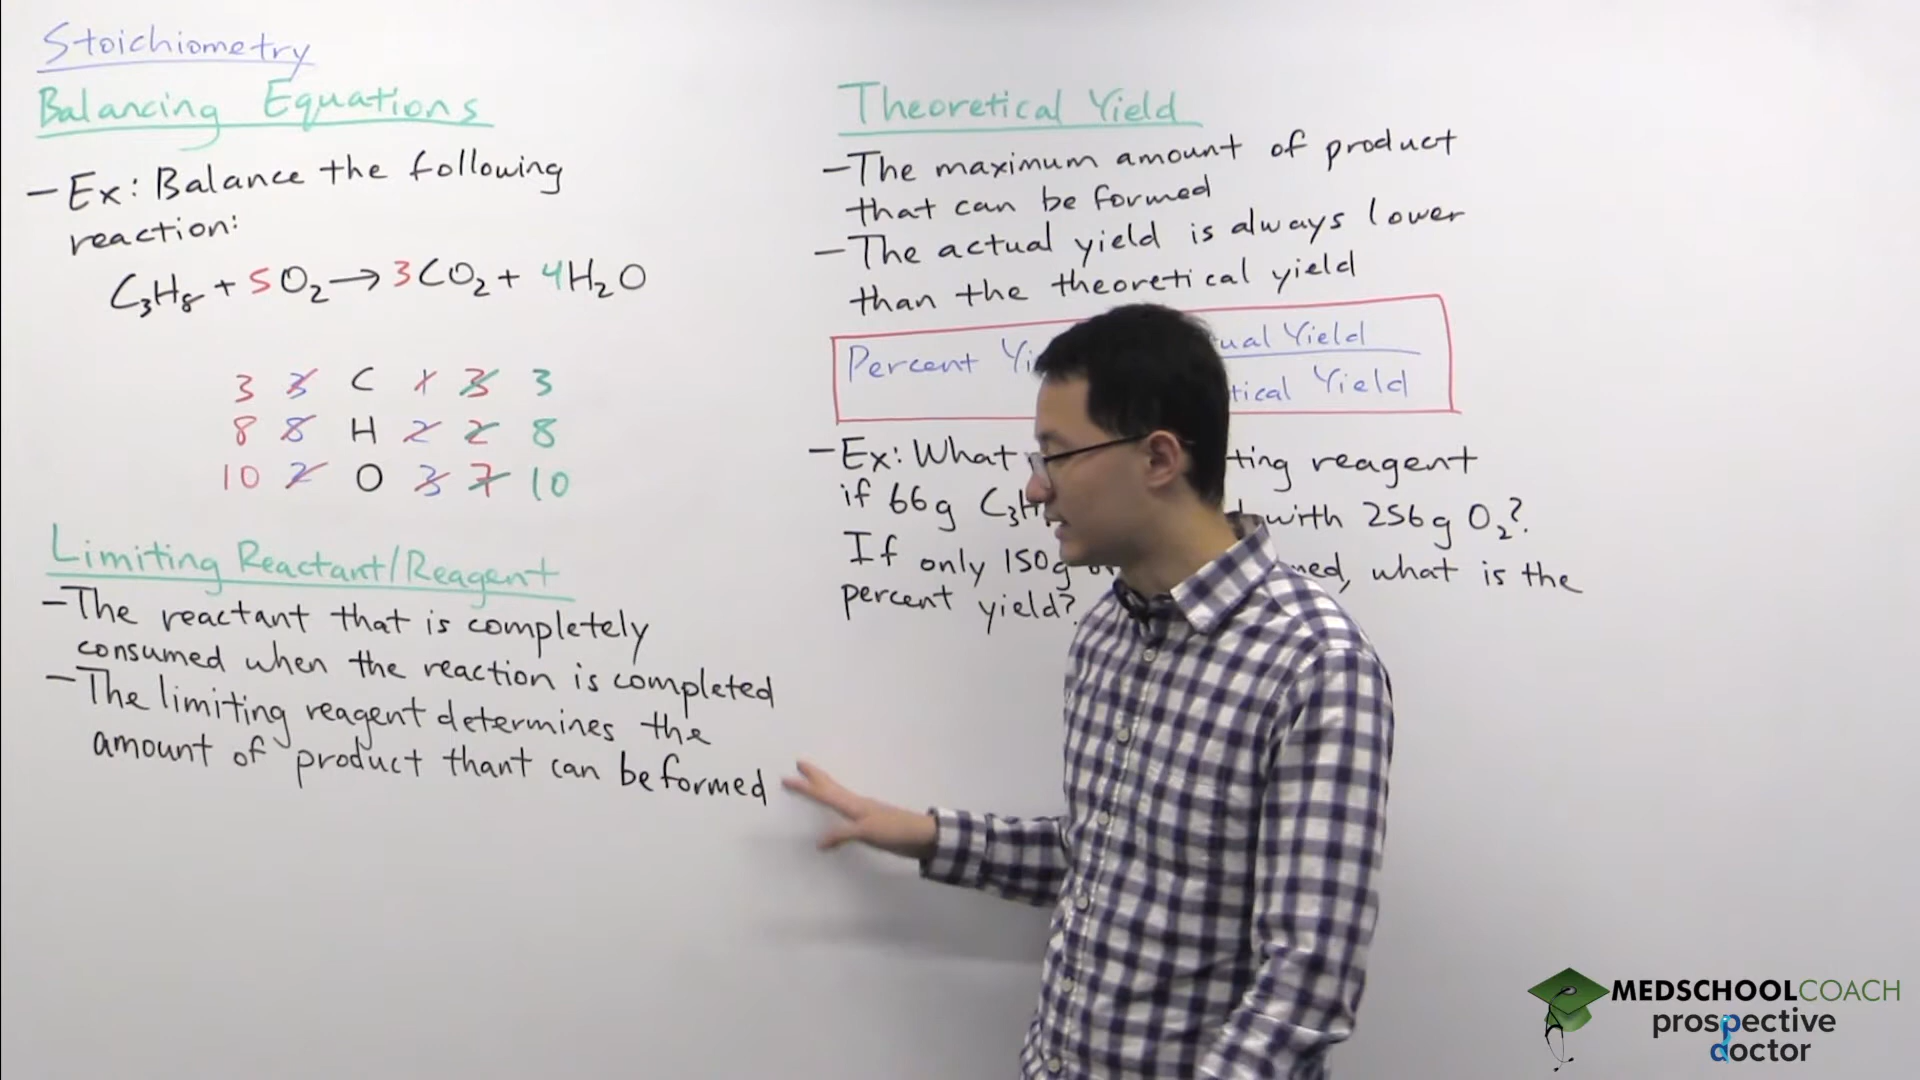 Stoichiometry
Balancing Equations
- Ex: Balance the following
reaction:
C₃H₈ + 5O₂ → 3CO₂ + 4H₂O
3 3 C 1 3 3
8 8 H 2 2 8
10 2 O 3 7 10
Limiting Reactant/Reagent
- The reactant that is completely
consumed when the reaction is completed
- The limiting reagent determines the
amount of product thant can be formed
Theoretical Yield
- The maximum amount of product
that can be formed
- The actual yield is always lower
than the theoretical yield
Percent Yi ual Yield
tical Yield
- Ex: What ting reagent
if 66g C₃H with 256g O₂?
If only 150g med, what is the
percent yield?
MEDSCHOOLCOACH
prospective
doctor